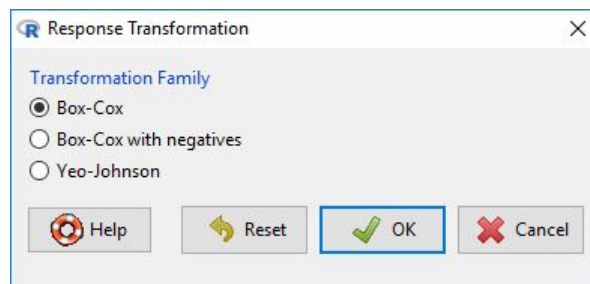 Response Transformation
Transformation Family
Box-Cox
Box-Cox with negatives
Yeo-Johnson
Help Reset OK Cancel